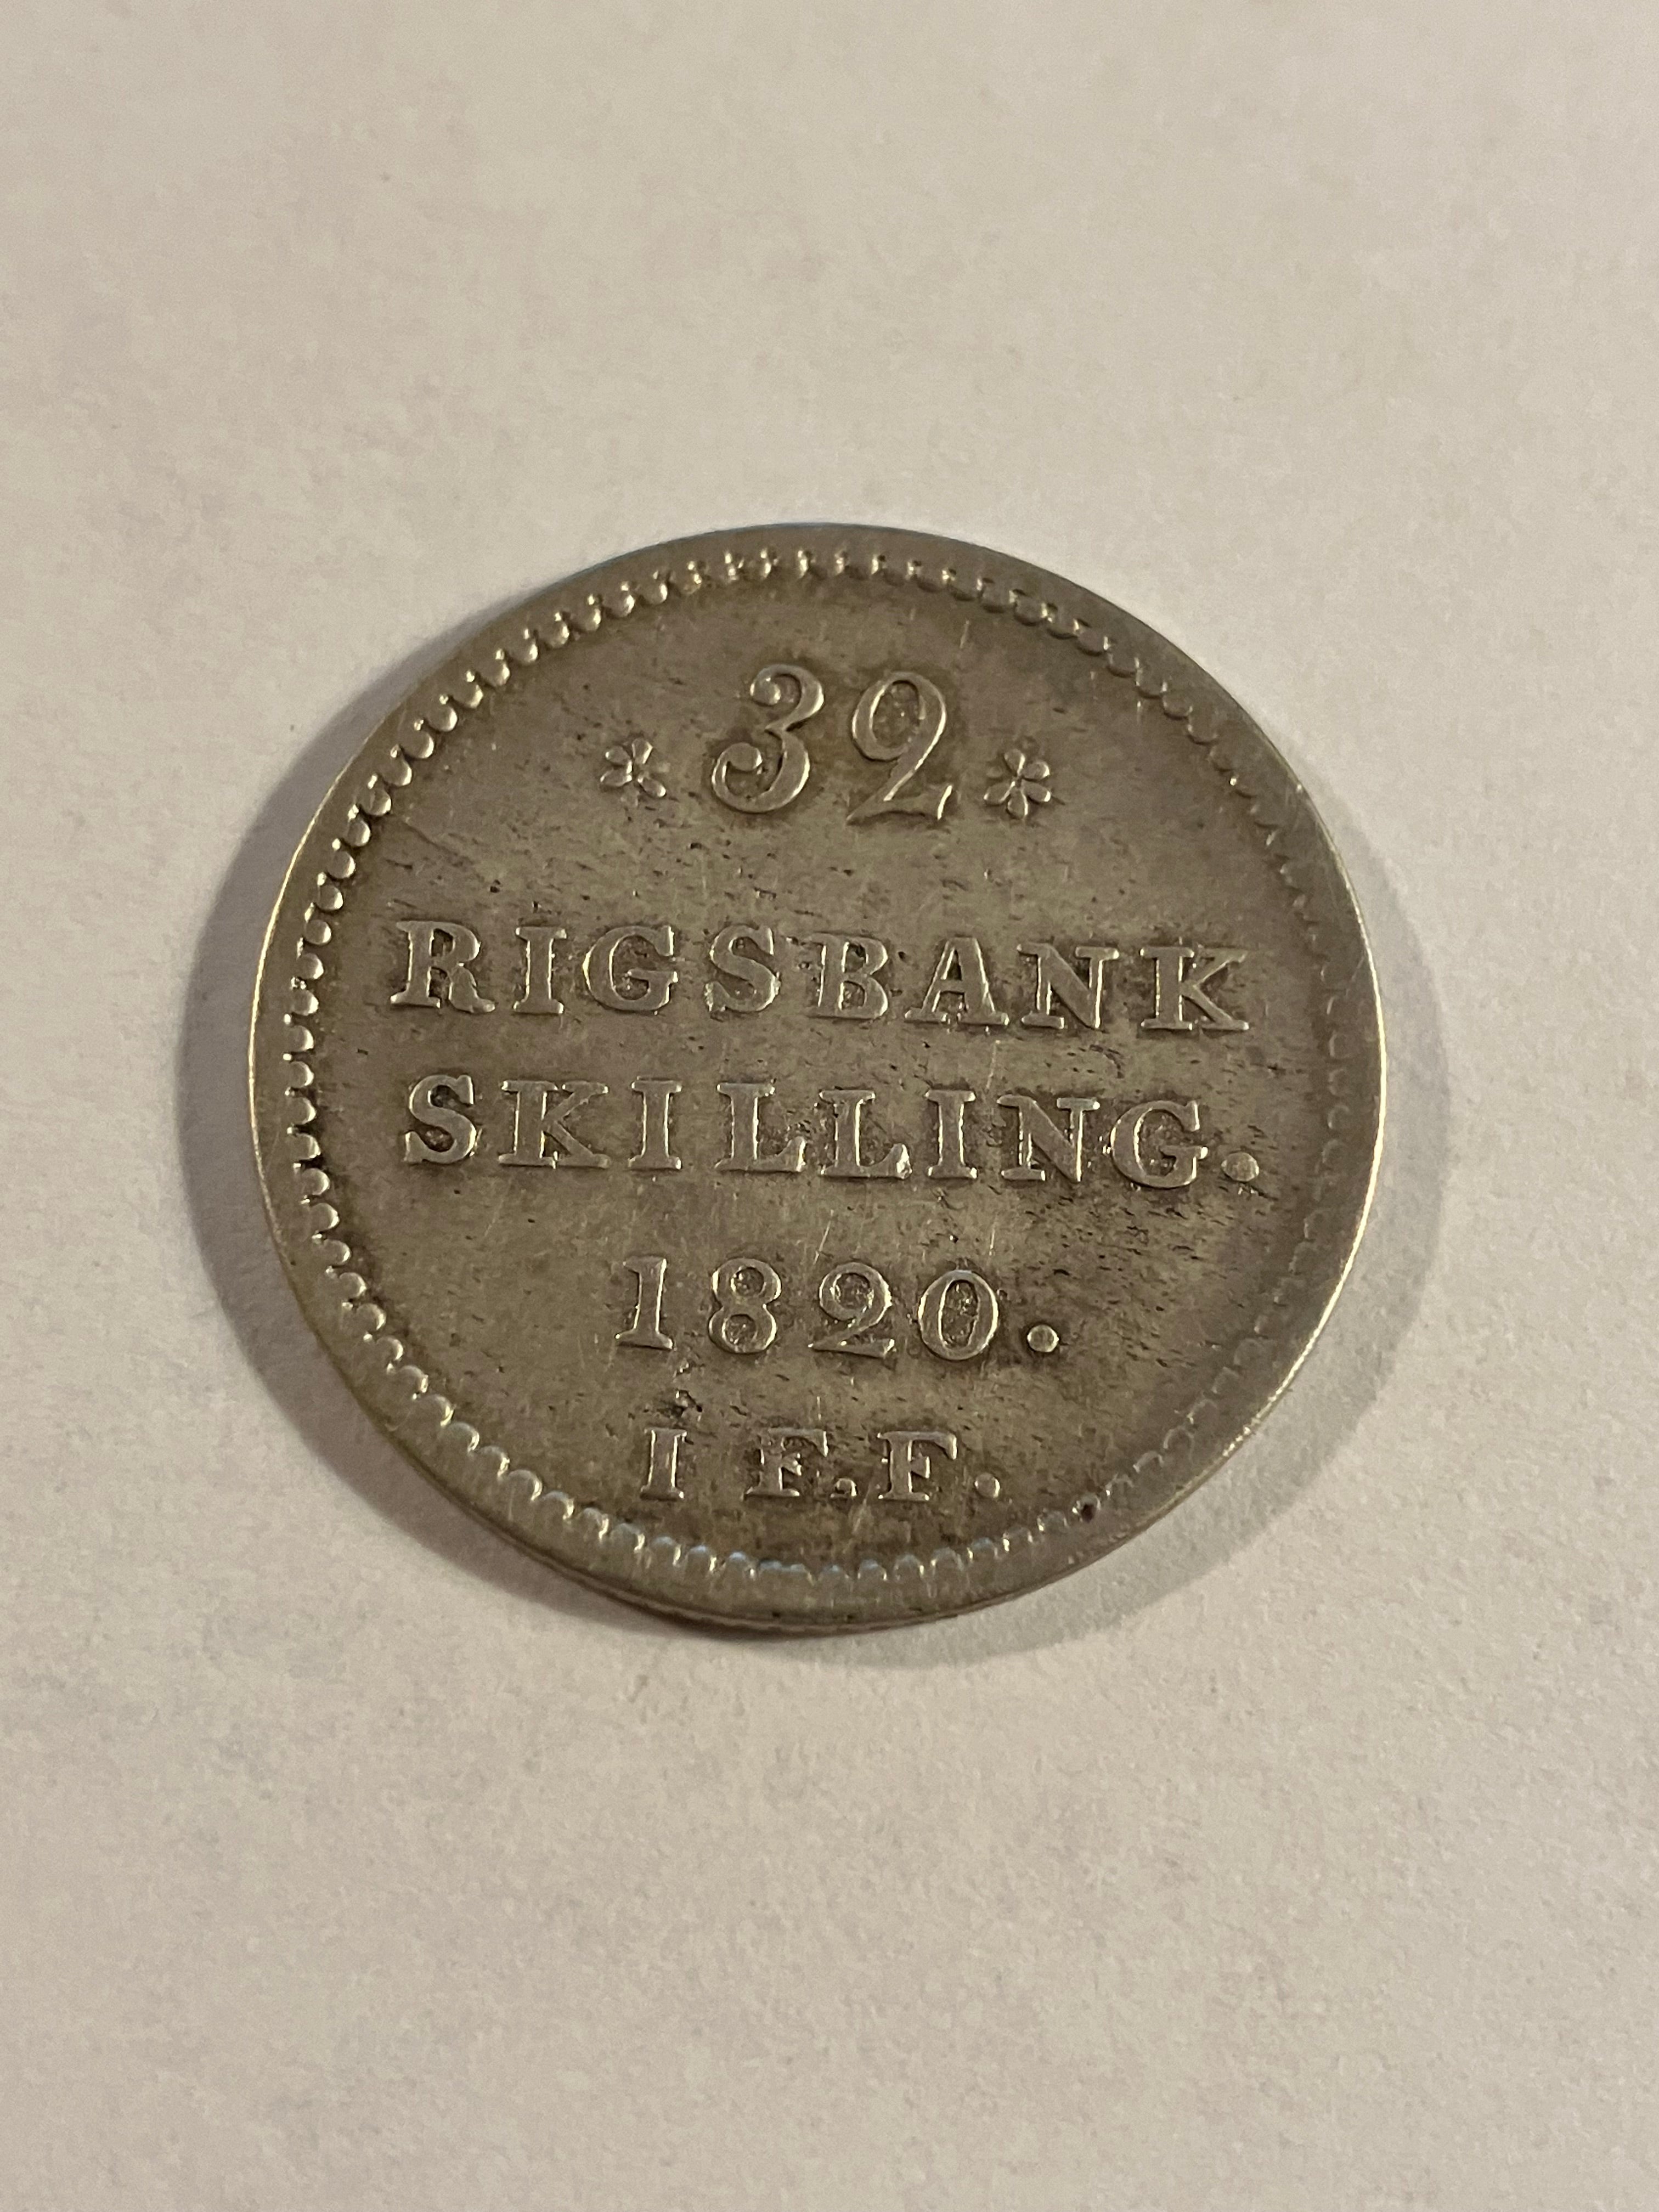 * 32 *
RIGSBANK
SKILLING.
1820.
I F.F.